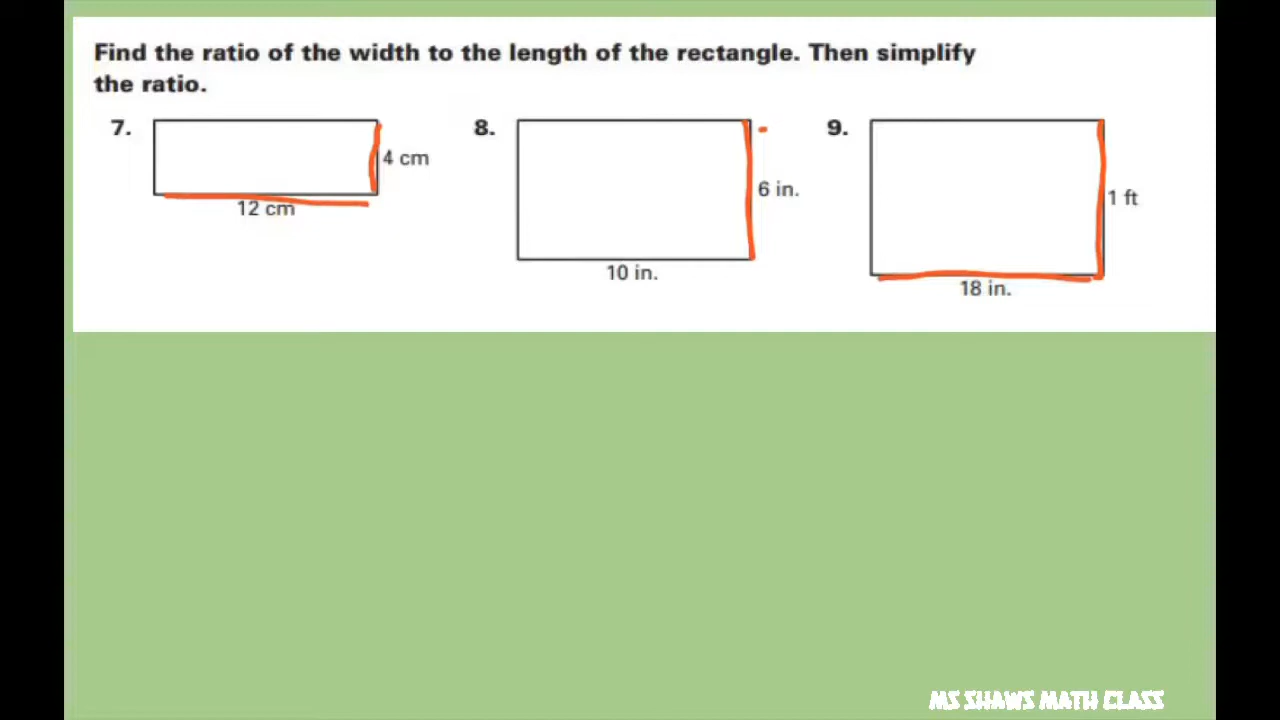 Find the ratio of the width to the length of the rectangle. Then simplify
the ratio.
7.
4 cm
12 cm
8.
6 in.
10 in.
9.
1 ft
18 in.
MS SHAWS MATH CLASS